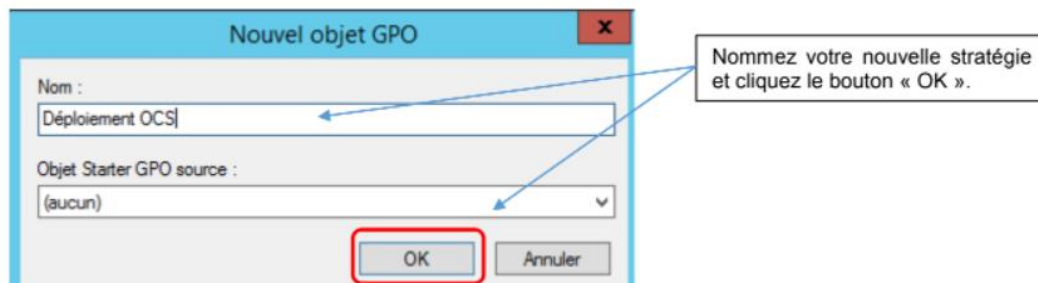 Nouvel objet GPO
x
Nom :
Déploiement OCS
Objet Starter GPO source :
(aucun)
OK
Annuler
Nommez votre nouvelle stratégie
et cliquez le bouton « OK ».